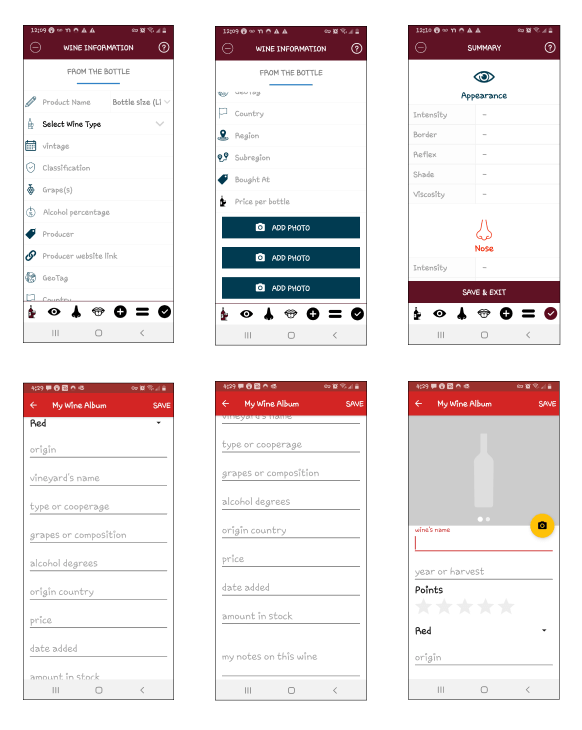 12:09
WINE INFORMATION
FROM THE BOTTLE
Product Name Bottle size (Li
Select Wine Type
vintage
Classification
Grape(s)
Alcohol percentage
Producer
Producer website link
GeoTag
Country
12:09
WINE INFORMATION
FROM THE BOTTLE
GeoTag
Country
Region
Subregion
Bought At
Price per bottle
ADD PHOTO
ADD PHOTO
ADD PHOTO
12:10
SUMMARY
Appearance
Intensity –
Border –
Reflex –
Shade –
Viscosity –
Nose
Intensity –
SAVE & EXIT
4:29
My Wine Album SAVE
Red
origin
vineyard's name
type or cooperage
grapes or composition
alcohol degrees
origin country
price
date added
amount in stock
4:29
My Wine Album SAVE
vineyard's name
type or cooperage
grapes or composition
alcohol degrees
origin country
price
date added
amount in stock
my notes on this wine
4:29
My Wine Album SAVE
wine's name
year or harvest
Points
Red
origin